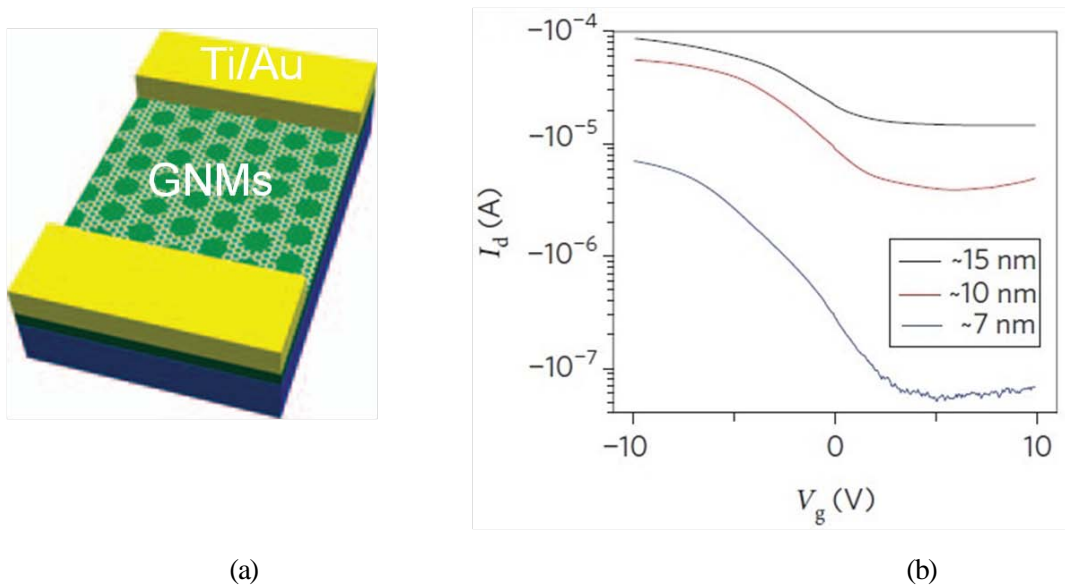 Ti/Au
GNMs
(a)
−10⁻⁴
−10⁻⁵
−10⁻⁶
−10⁻⁷
I_d (A)
~15 nm
~10 nm
~7 nm
−10 0 10
V_g (V)
(b)